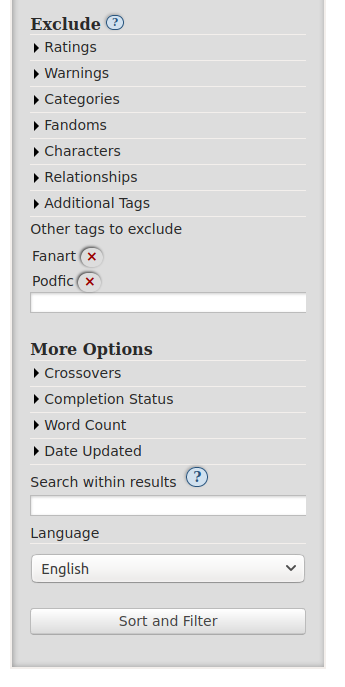 Exclude ?
Ratings
Warnings
Categories
Fandoms
Characters
Relationships
Additional Tags
Other tags to exclude
Fanart ×
Podfic ×
More Options
Crossovers
Completion Status
Word Count
Date Updated
Search within results ?
Language
English
Sort and Filter